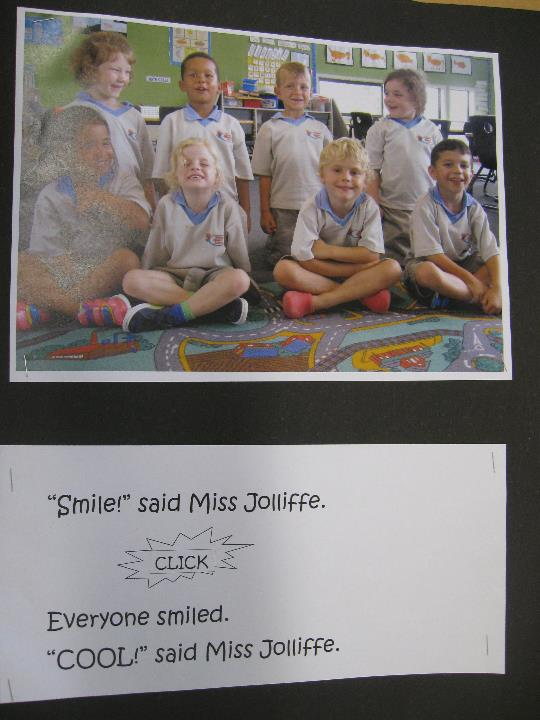 “Smile!” said Miss Jolliffe.
CLICK
Everyone smiled.
“COOL!” said Miss Jolliffe.